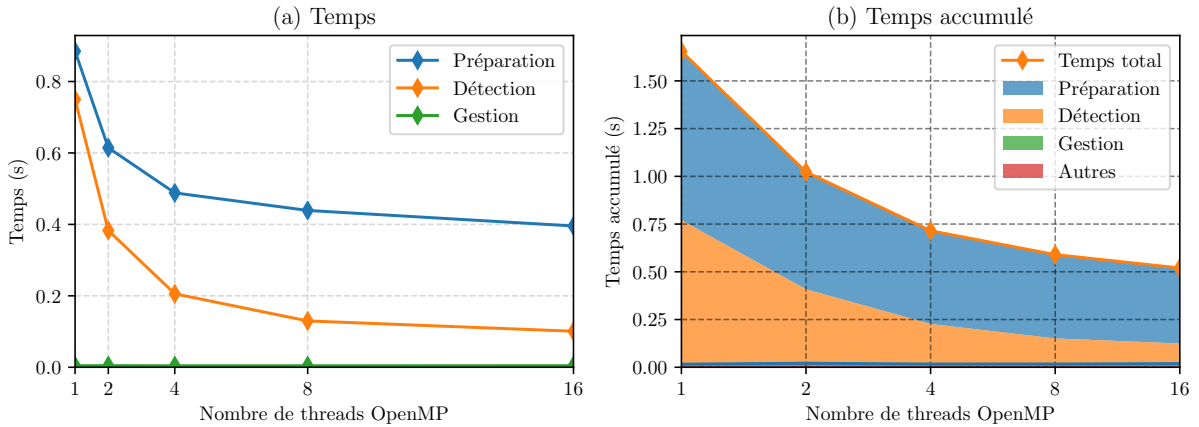 (a) Temps
Temps (s)
0.8
0.6
0.4
0.2
0.0
1 2 4 8 16
Nombre de threads OpenMP
Préparation
Détection
Gestion
(b) Temps accumulé
Temps accumulé (s)
1.50
1.25
1.00
0.75
0.50
0.25
0.00
1 2 4 8 16
Nombre de threads OpenMP
Temps total
Préparation
Détection
Gestion
Autres